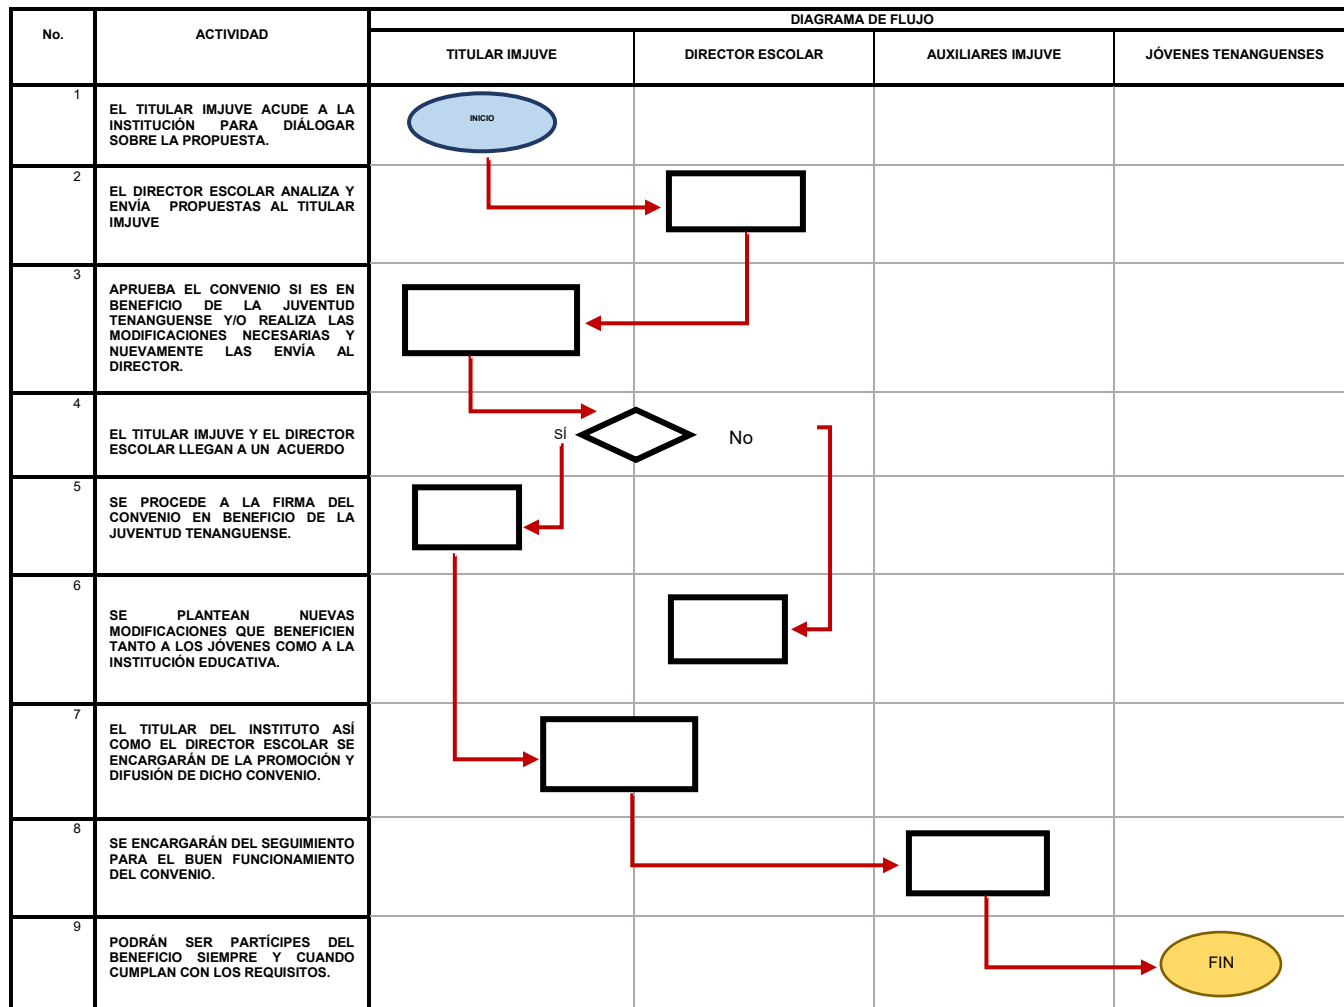 DIAGRAMA DE FLUJO
No.
ACTIVIDAD
TITULAR IMJUVE
DIRECTOR ESCOLAR
AUXILIARES IMJUVE
JÓVENES TENANGUENSES
1
EL TITULAR IMJUVE ACUDE A LA
INSTITUCIÓN PARA DIÁLOGAR
SOBRE LA PROPUESTA.
INICIO
2
EL DIRECTOR ESCOLAR ANALIZA Y
ENVÍA PROPUESTAS AL TITULAR
IMJUVE
3
APRUEBA EL CONVENIO SI ES EN
BENEFICIO DE LA JUVENTUD
TENANGUENSE Y/O REALIZA LAS
MODIFICACIONES NECESARIAS Y
NUEVAMENTE LAS ENVÍA AL
DIRECTOR.
4
EL TITULAR IMJUVE Y EL DIRECTOR
ESCOLAR LLEGAN A UN ACUERDO
SÍ
No
5
SE PROCEDE A LA FIRMA DEL
CONVENIO EN BENEFICIO DE LA
JUVENTUD TENANGUENSE.
6
SE PLANTEAN NUEVAS
MODIFICACIONES QUE BENEFICIEN
TANTO A LOS JÓVENES COMO A LA
INSTITUCIÓN EDUCATIVA.
7
EL TITULAR DEL INSTITUTO ASÍ
COMO EL DIRECTOR ESCOLAR SE
ENCARGARÁN DE LA PROMOCIÓN Y
DIFUSIÓN DE DICHO CONVENIO.
8
SE ENCARGARÁN DEL SEGUIMIENTO
PARA EL BUEN FUNCIONAMIENTO
DEL CONVENIO.
9
PODRÁN SER PARTÍCIPES DEL
BENEFICIO SIEMPRE Y CUANDO
CUMPLAN CON LOS REQUISITOS.
FIN